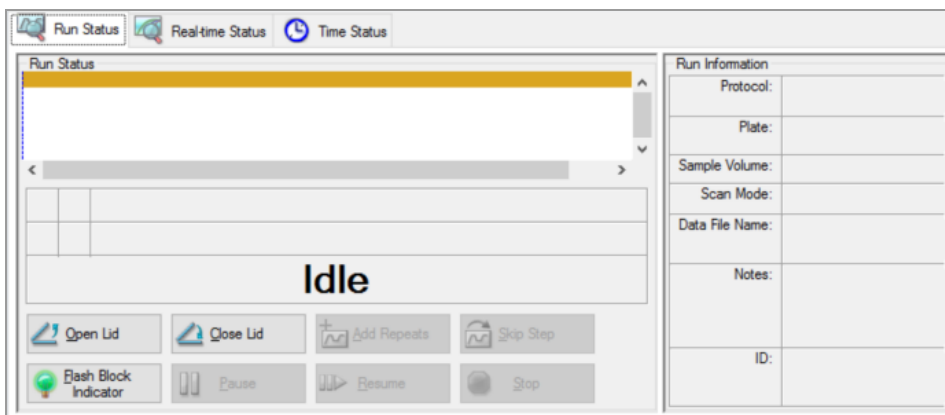 Run Status
Real-time Status
Time Status
Run Status
Idle
Open Lid
Close Lid
Add Repeats
Skip Step
Flash Block
Indicator
Pause
Resume
Stop
Run Information
Protocol:
Plate:
Sample Volume:
Scan Mode:
Data File Name:
Notes:
ID: